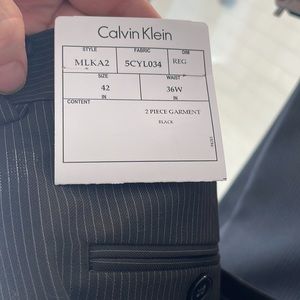 Calvin Klein
STYLE FABRIC DIM
MLKA2 5CYL034 REG
SIZE WAIST
42 36W
IN IN
CONTENT
2 PIECE GARMENT
BLACK